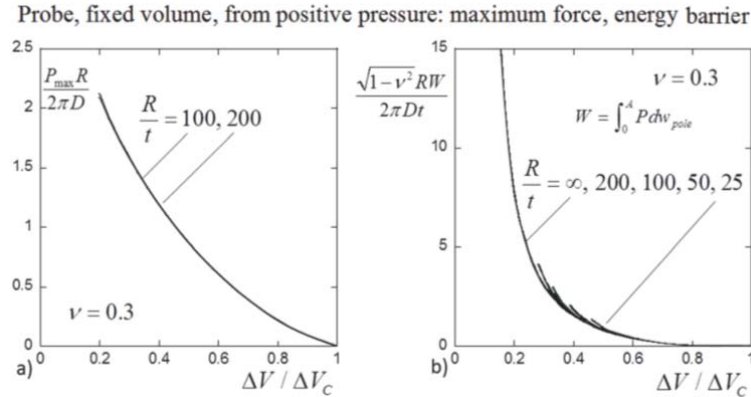 Probe, fixed volume, from positive pressure: maximum force, energy barrier
2.5
2
1.5
1
0.5
0
P_max R / 2πD
R/t = 100, 200
ν = 0.3
0 0.2 0.4 0.6 0.8 1
a)
ΔV / ΔV_C
15
10
5
0
√(1−ν²) RW / 2πDt
ν = 0.3
W = ∫_0^A Pdw_pole
R/t = ∞, 200, 100, 50, 25
0 0.2 0.4 0.6 0.8 1
b)
ΔV / ΔV_C